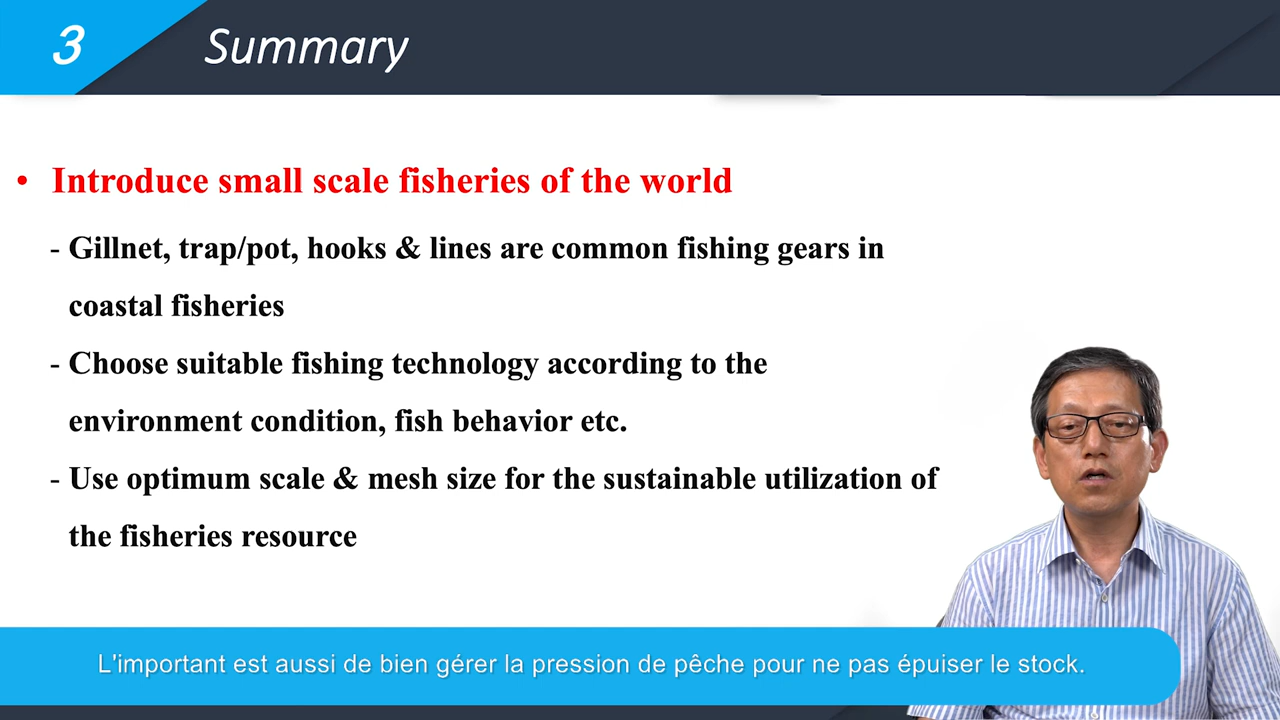 3
Summary
• Introduce small scale fisheries of the world
- Gillnet, trap/pot, hooks & lines are common fishing gears in
coastal fisheries
- Choose suitable fishing technology according to the
environment condition, fish behavior etc.
- Use optimum scale & mesh size for the sustainable utilization of
the fisheries resource
L'important est aussi de bien gérer la pression de pêche pour ne pas épuiser le stock.